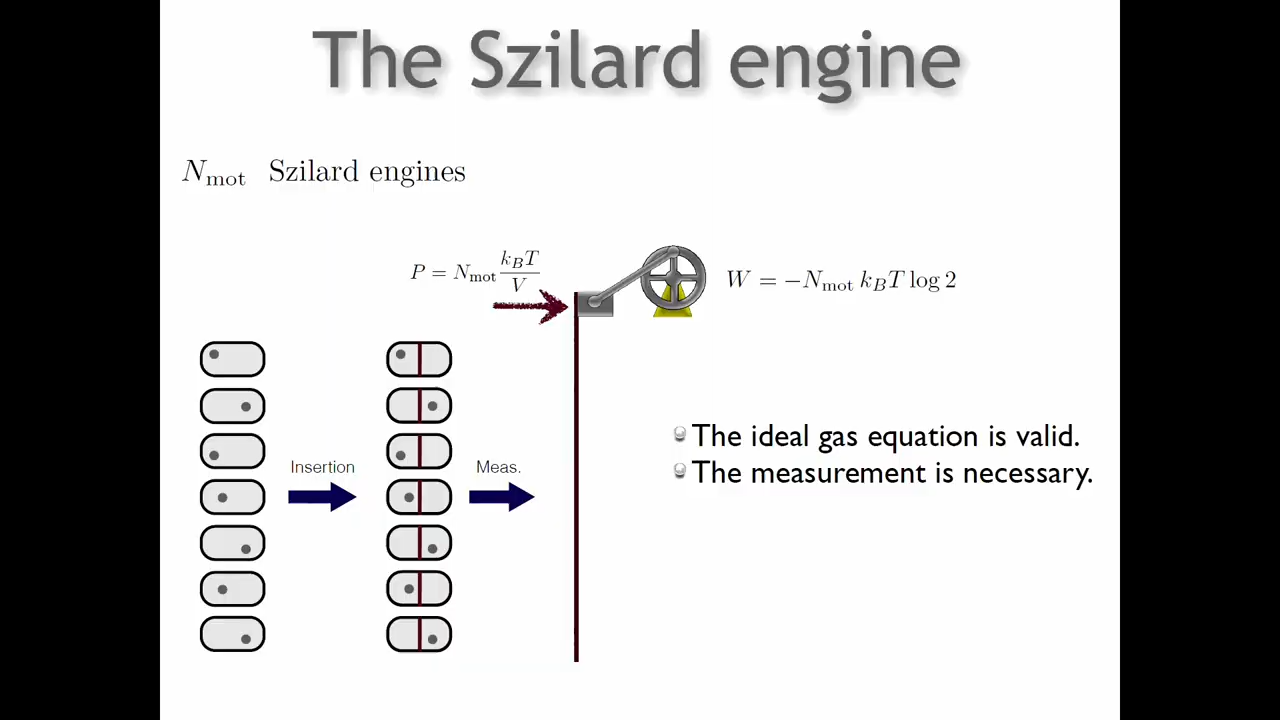 The Szilard engine
N_mot Szilard engines
P = N_mot k_B T / V
W = −N_mot k_B T log 2
The ideal gas equation is valid.
The measurement is necessary.
Insertion
Meas.